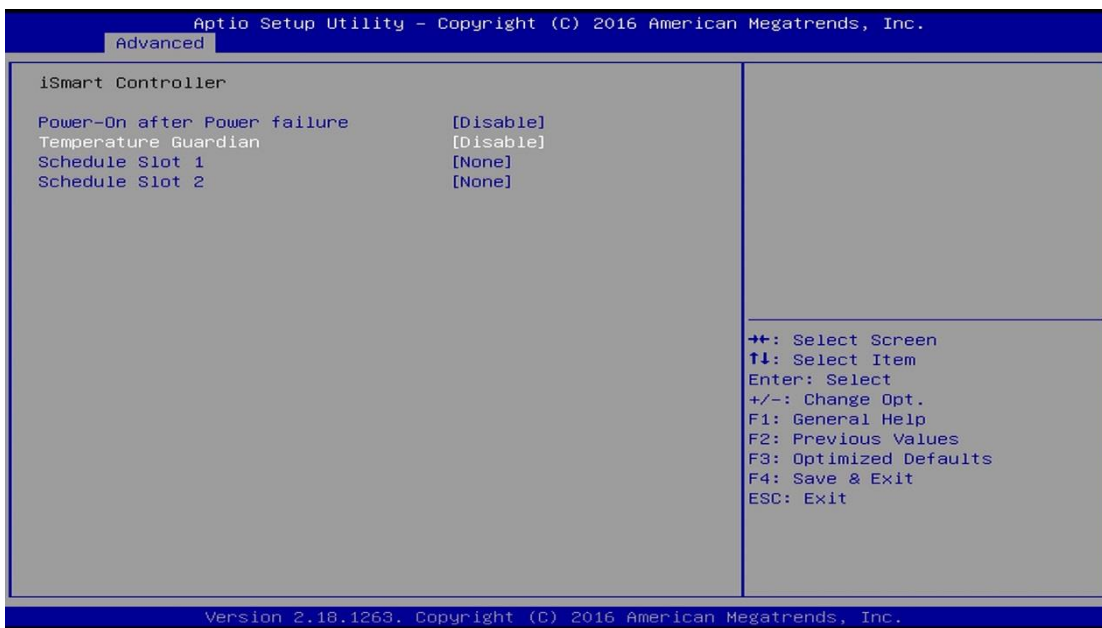 Aptio Setup Utility – Copyright (C) 2016 American Megatrends, Inc.
Advanced
iSmart Controller
Power-On after Power failure [Disable]
Temperature Guardian [Disable]
Schedule Slot 1 [None]
Schedule Slot 2 [None]
→←: Select Screen
↑↓: Select Item
Enter: Select
+/-: Change Opt.
F1: General Help
F2: Previous Values
F3: Optimized Defaults
F4: Save & Exit
ESC: Exit
Version 2.18.1263. Copyright (C) 2016 American Megatrends, Inc.